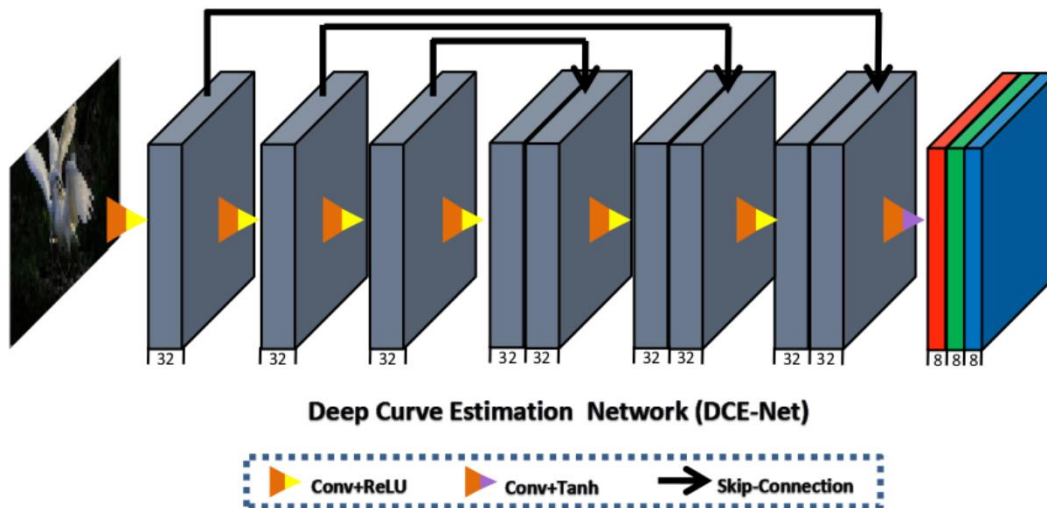 32 32 32 32 32 32 32 32 32 8 8 8
Deep Curve Estimation Network (DCE-Net)
Conv+ReLU Conv+Tanh Skip-Connection